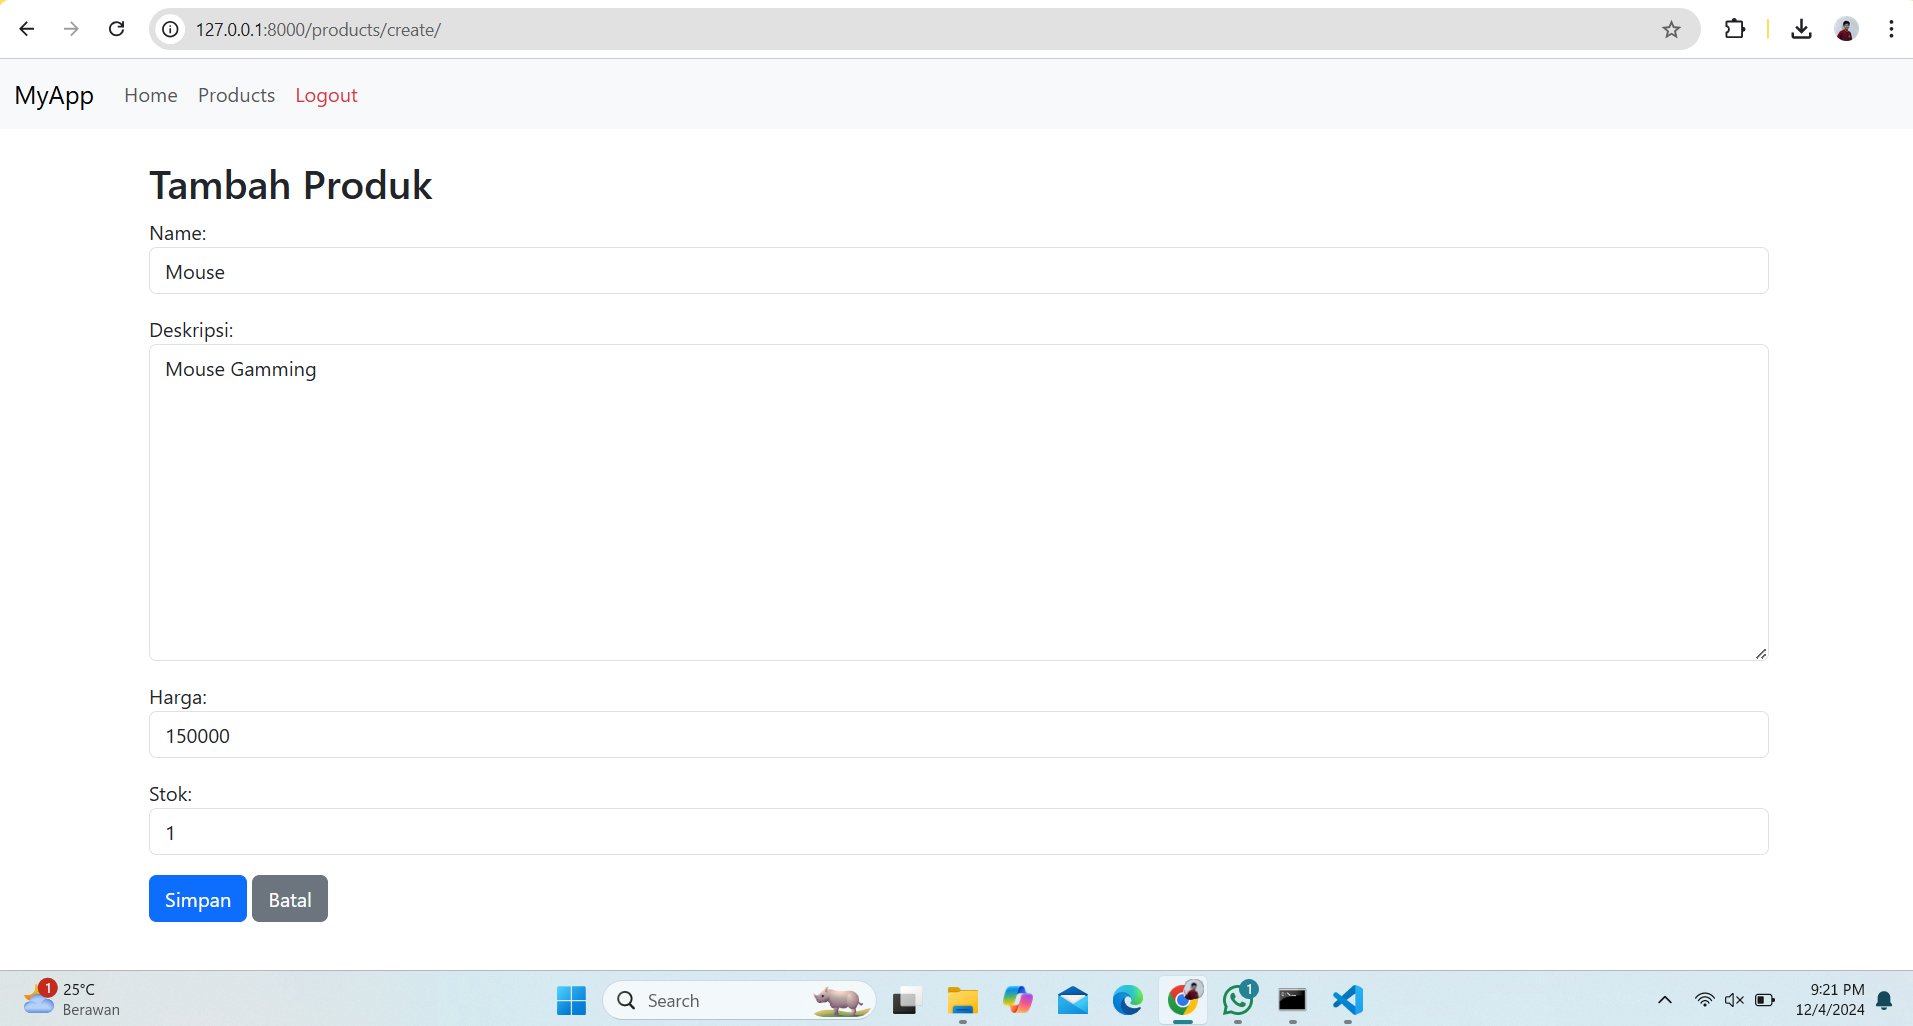 127.0.0.1:8000/products/create/
MyApp Home Products Logout
Tambah Produk
Name:
Mouse
Deskripsi:
Mouse Gamming
Harga:
150000
Stok:
1
Simpan Batal
1 25°C
Berawan
Search
1
9:21 PM
12/4/2024